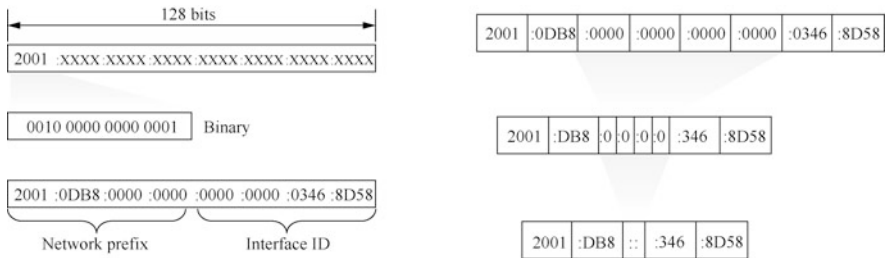 128 bits
2001 :XXXX :XXXX :XXXX :XXXX :XXXX :XXXX :XXXX
0010 0000 0000 0001 Binary
2001 :0DB8 :0000 :0000 :0000 :0000 :0346 :8D58
Network prefix Interface ID
2001 :0DB8 :0000 :0000 :0000 :0000 :0346 :8D58
2001 :DB8 :0 :0 :0 :0 :346 :8D58
2001 :DB8 :: :346 :8D58